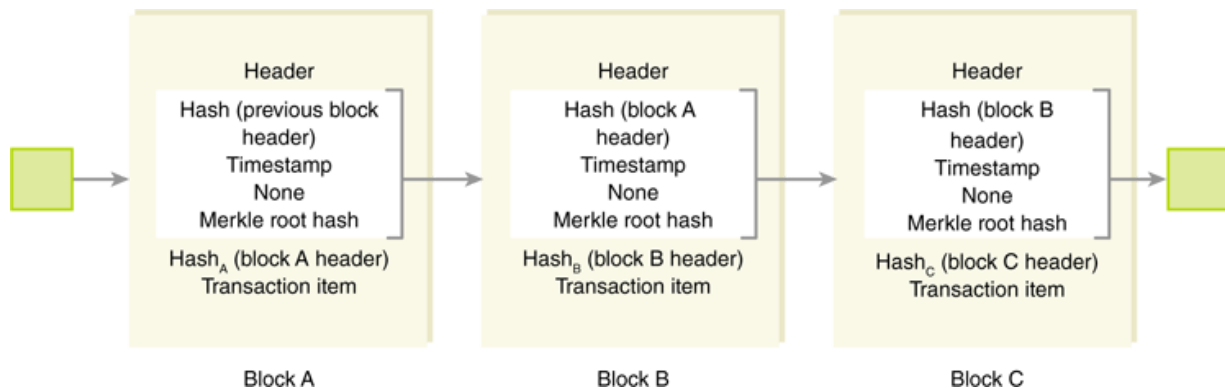 Header
Hash (previous block
header)
Timestamp
None
Merkle root hash
Hash_A (block A header)
Transaction item
Block A
Header
Hash (block A
header)
Timestamp
None
Merkle root hash
Hash_B (block B header)
Transaction item
Block B
Header
Hash (block B
header)
Timestamp
None
Merkle root hash
Hash_C (block C header)
Transaction item
Block C